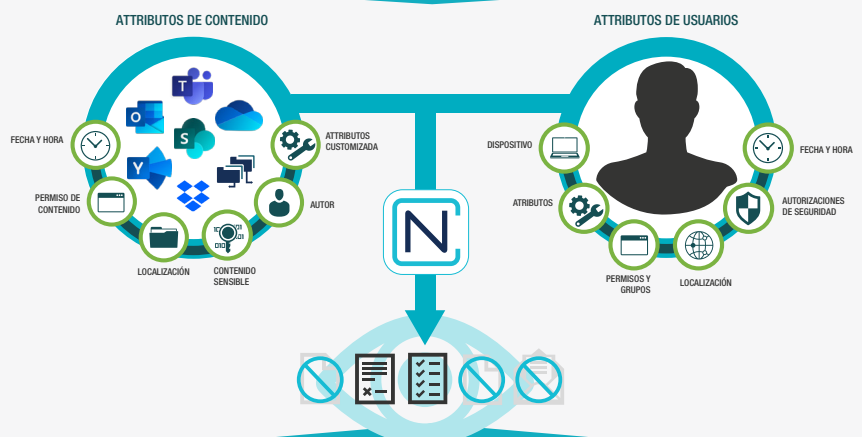 ATTRIBUTOS DE CONTENIDO
ATTRIBUTOS DE USUARIOS
FECHA Y HORA
PERMISO DE
CONTENIDO
LOCALIZACIÓN
CONTENIDO
SENSIBLE
AUTOR
ATTRIBUTOS
CUSTOMIZADA
T
O
S
Y
N
DISPOSITIVO
ATRIBUTOS
PERMISOS Y
GRUPOS
LOCALIZACIÓN
AUTORIZACIONES
DE SEGURIDAD
FECHA Y HORA